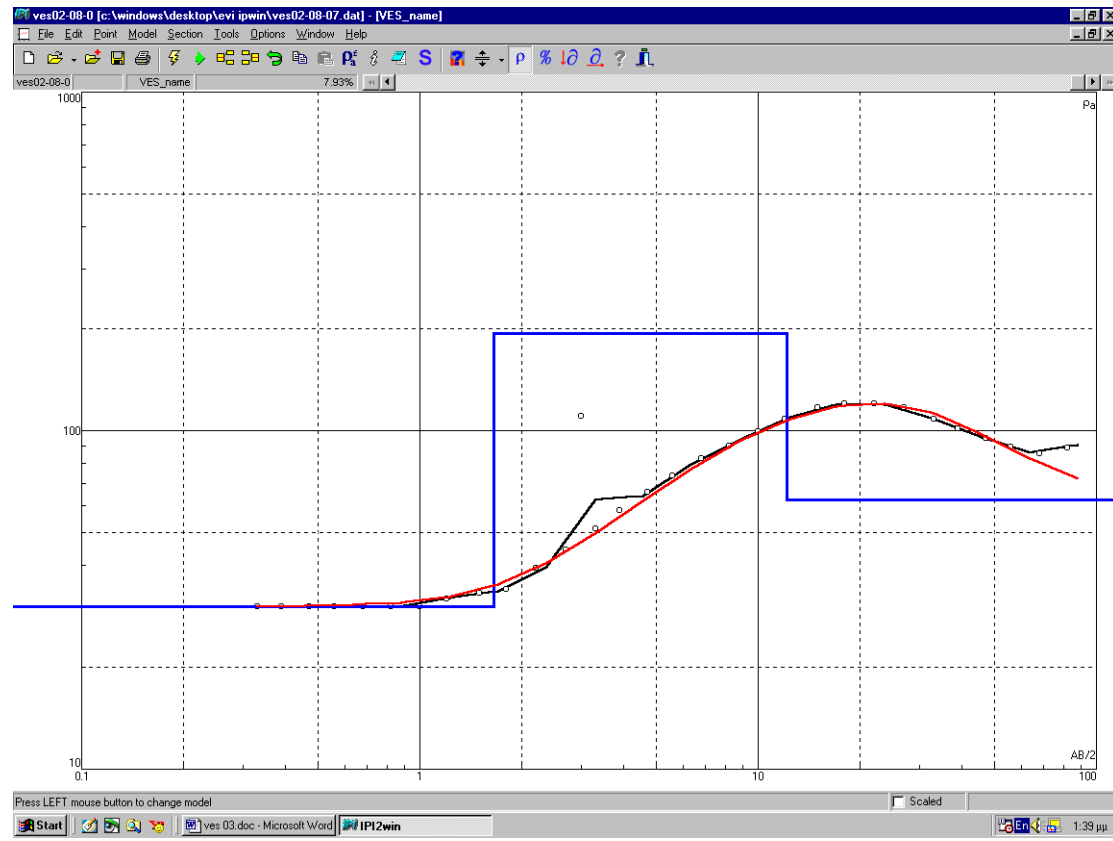 ves02-08-0 [c:\windows\desktop\evi ipwin\ves02-08-07.dat] - [VES_name]
File Edit Point Model Section Tools Options Window Help
S ρ % ?
ves02-08-0 VES_name 7.93%
1000
ρa
100
10
AB/2
0.1 1 10 100
Press LEFT mouse button to change model Scaled
Start ves 03.doc - Microsoft Word IPI2win En 1:39 μμ